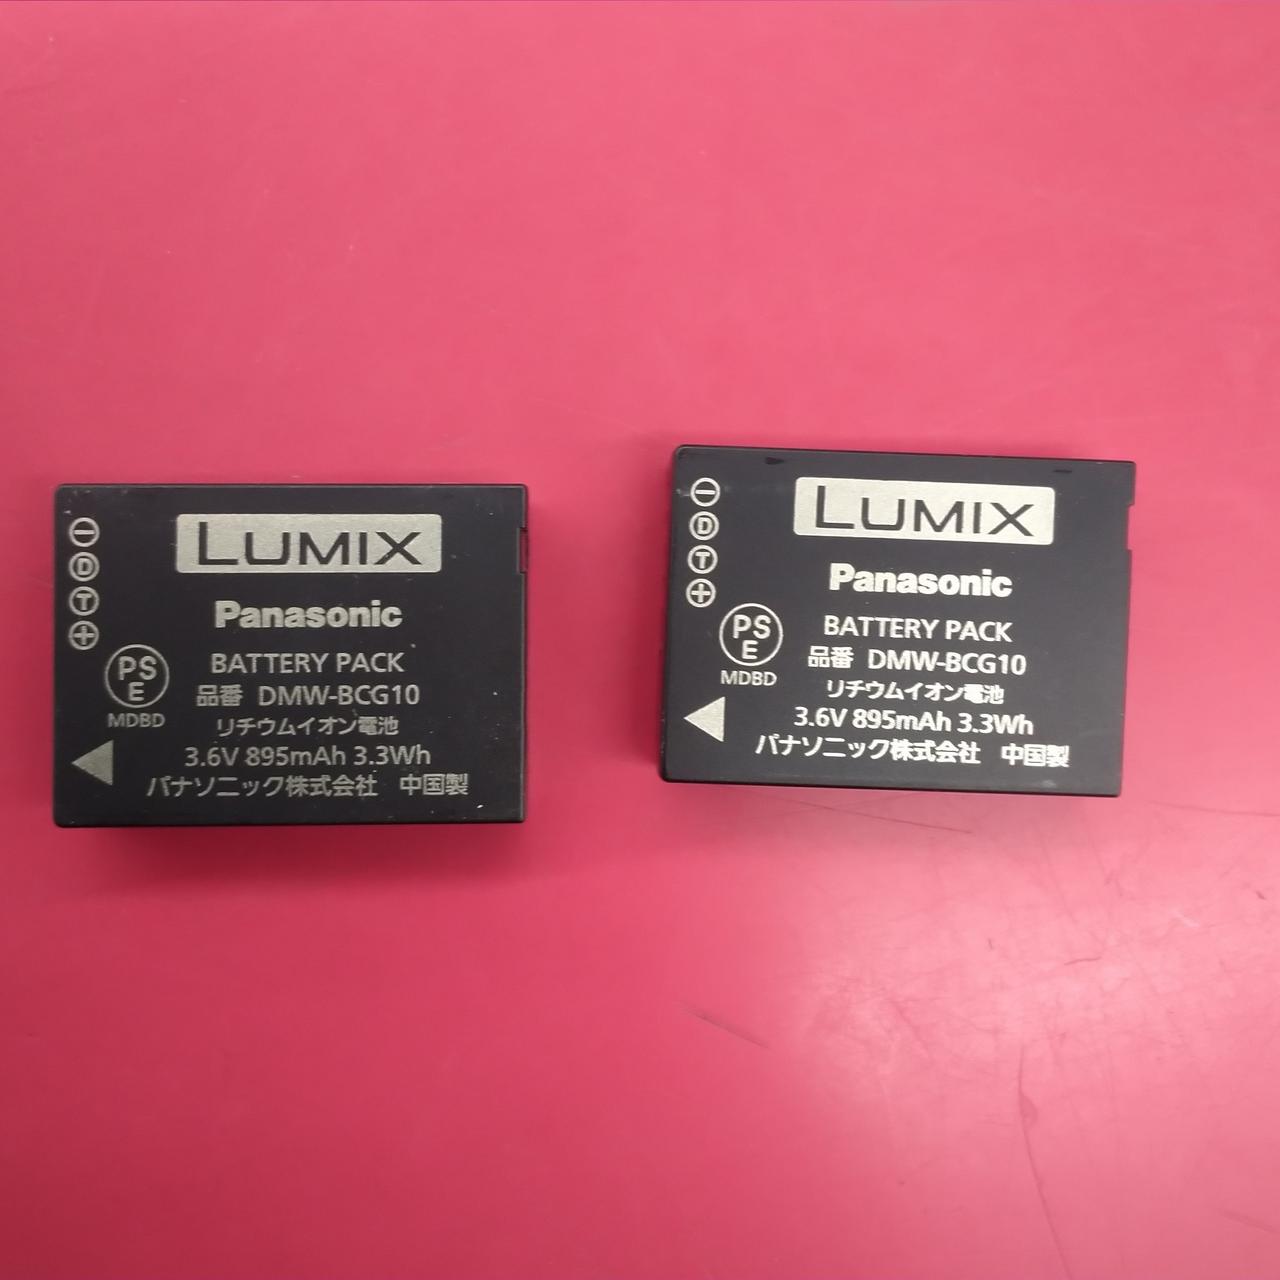 LUMIX
Panasonic
BATTERY PACK
品番 DMW-BCG10
リチウムイオン電池
3.6V 895mAh 3.3Wh
パナソニック株式会社 中国製
− D T +
PS
E
MDBD
LUMIX
Panasonic
BATTERY PACK
品番 DMW-BCG10
リチウムイオン電池
3.6V 895mAh 3.3Wh
パナソニック株式会社 中国製
− D T +
PS
E
MDBD